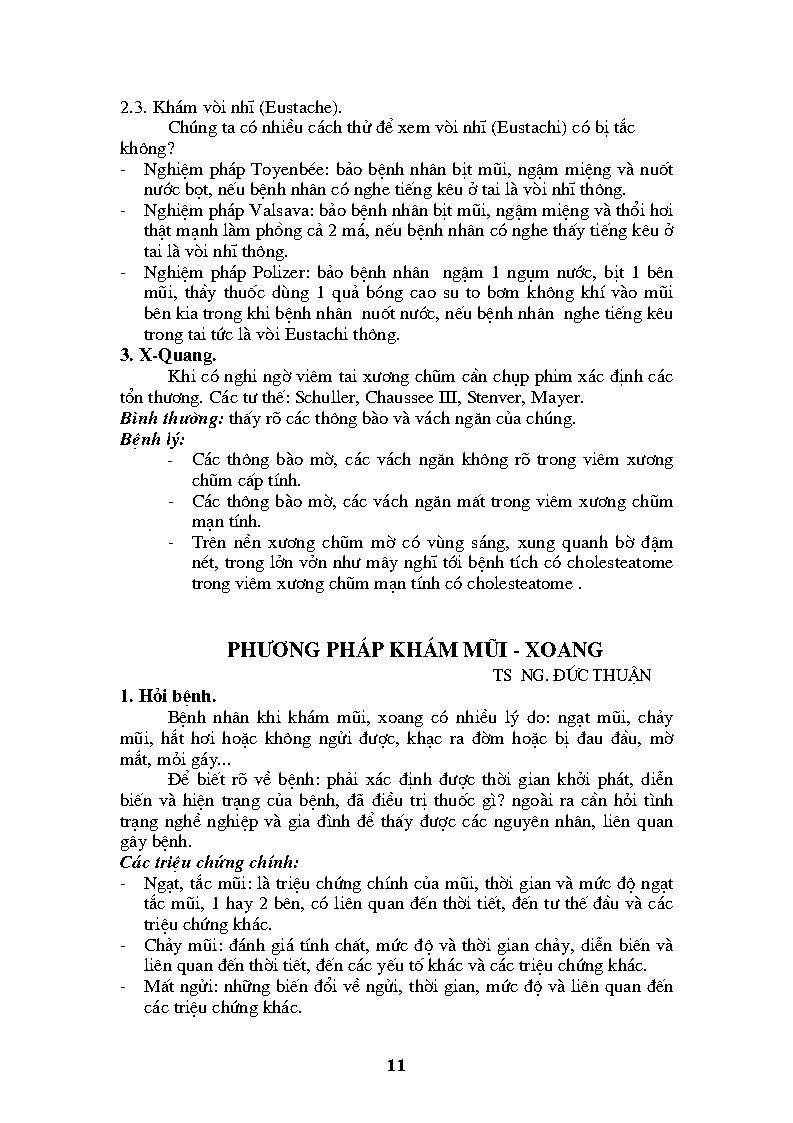 2.3. Khám vòi nhĩ (Eustache).
Chúng ta có nhiều cách thử để xem vòi nhĩ (Eustachi) có bị tắc
không?
- Nghiệm pháp Toyenbée: bảo bệnh nhân bịt mũi, ngậm miệng và nuốt
nước bọt, nếu bệnh nhân có nghe tiếng kêu ở tai là vòi nhĩ thông.
- Nghiệm pháp Valsava: bảo bệnh nhân bịt mũi, ngậm miệng và thổi hơi
thật mạnh làm phồng cả 2 má, nếu bệnh nhân có nghe thấy tiếng kêu ở
tai là vòi nhĩ thông.
- Nghiệm pháp Polizer: bảo bệnh nhân ngậm 1 ngụm nước, bịt 1 bên
mũi, thầy thuốc dùng 1 quả bóng cao su to bơm không khí vào mũi
bên kia trong khi bệnh nhân nuốt nước, nếu bệnh nhân nghe tiếng kêu
trong tai tức là vòi Eustachi thông.
3. X-Quang.
Khi có nghi ngờ viêm tai xương chũm cần chụp phim xác định các
tổn thương. Các tư thế: Schuller, Chaussee III, Stenver, Mayer.
Bình thường: thấy rõ các thông bào và vách ngăn của chúng.
Bệnh lý:
- Các thông bào mờ, các vách ngăn không rõ trong viêm xương
chũm cấp tính.
- Các thông bào mờ, các vách ngăn mất trong viêm xương chũm
mạn tính.
- Trên nền xương chũm mờ có vùng sáng, xung quanh bờ đậm
nét, trong lởn vởn như mây nghĩ tới bệnh tích có cholesteatome
trong viêm xương chũm mạn tính có cholesteatome .
PHƯƠNG PHÁP KHÁM MŨI - XOANG
TS NG. ĐỨC THUẬN
1. Hỏi bệnh.
Bệnh nhân khi khám mũi, xoang có nhiều lý do: ngạt mũi, chảy
mũi, hắt hơi hoặc không ngửi được, khạc ra đờm hoặc bị đau đầu, mờ
mắt, mỏi gáy...
Để biết rõ về bệnh: phải xác định được thời gian khởi phát, diễn
biến và hiện trạng của bệnh, đã điều trị thuốc gì? ngoài ra cần hỏi tình
trạng nghề nghiệp và gia đình để thấy được các nguyên nhân, liên quan
gây bệnh.
Các triệu chứng chính:
- Ngạt, tắc mũi: là triệu chứng chính của mũi, thời gian và mức độ ngạt
tắc mũi, 1 hay 2 bên, có liên quan đến thời tiết, đến tư thế đầu và các
triệu chứng khác.
- Chảy mũi: đánh giá tính chất, mức độ và thời gian chảy, diễn biến và
liên quan đến thời tiết, đến các yếu tố khác và các triệu chứng khác.
- Mất ngửi: những biến đổi về ngửi, thời gian, mức độ và liên quan đến
các triệu chứng khác.
11